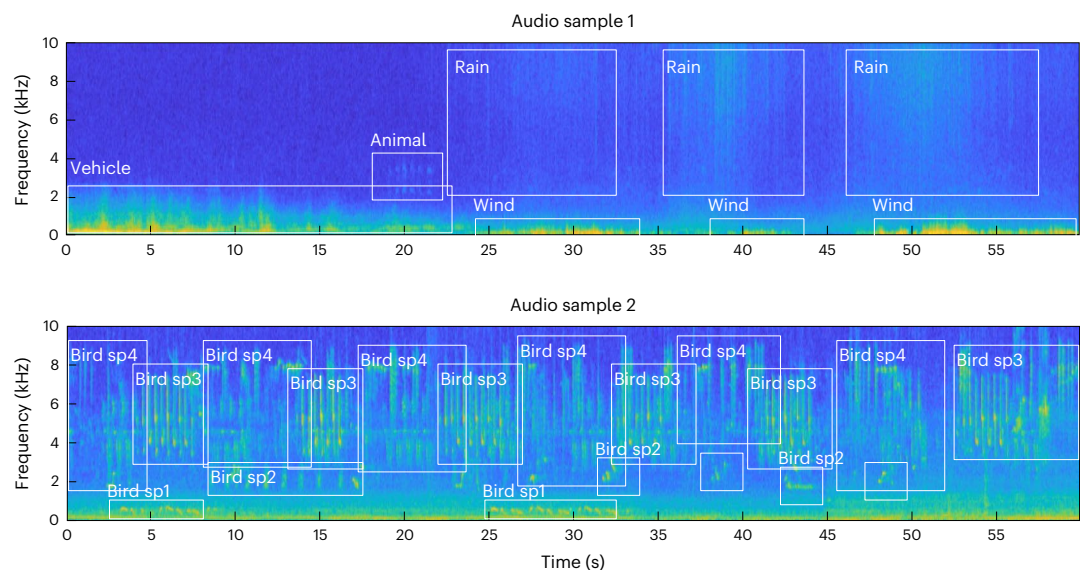 Audio sample 1
Frequency (kHz)
10
8
6
4
2
0
Rain
Rain
Rain
Animal
Vehicle
Wind
Wind
Wind
0 5 10 15 20 25 30 35 40 45 50 55
Audio sample 2
Frequency (kHz)
10
8
6
4
2
0
Bird sp4
Bird sp4
Bird sp4
Bird sp4
Bird sp4
Bird sp4
Bird sp3
Bird sp3
Bird sp3
Bird sp3
Bird sp3
Bird sp3
Bird sp2
Bird sp2
Bird sp2
Bird sp1
Bird sp1
0 5 10 15 20 25 30 35 40 45 50 55
Time (s)